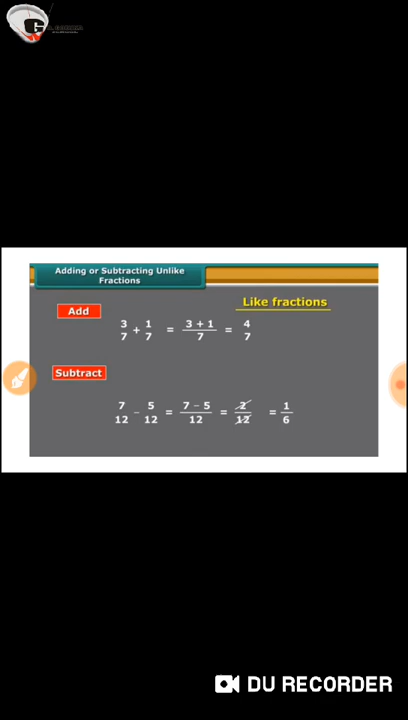 Adding or Subtracting Unlike
Fractions
Like fractions
Add
3/7 + 1/7 = 3 + 1/7 = 4/7
Subtract
7/12 − 5/12 = 7 − 5/12 = 2/12 = 1/6
DU RECORDER